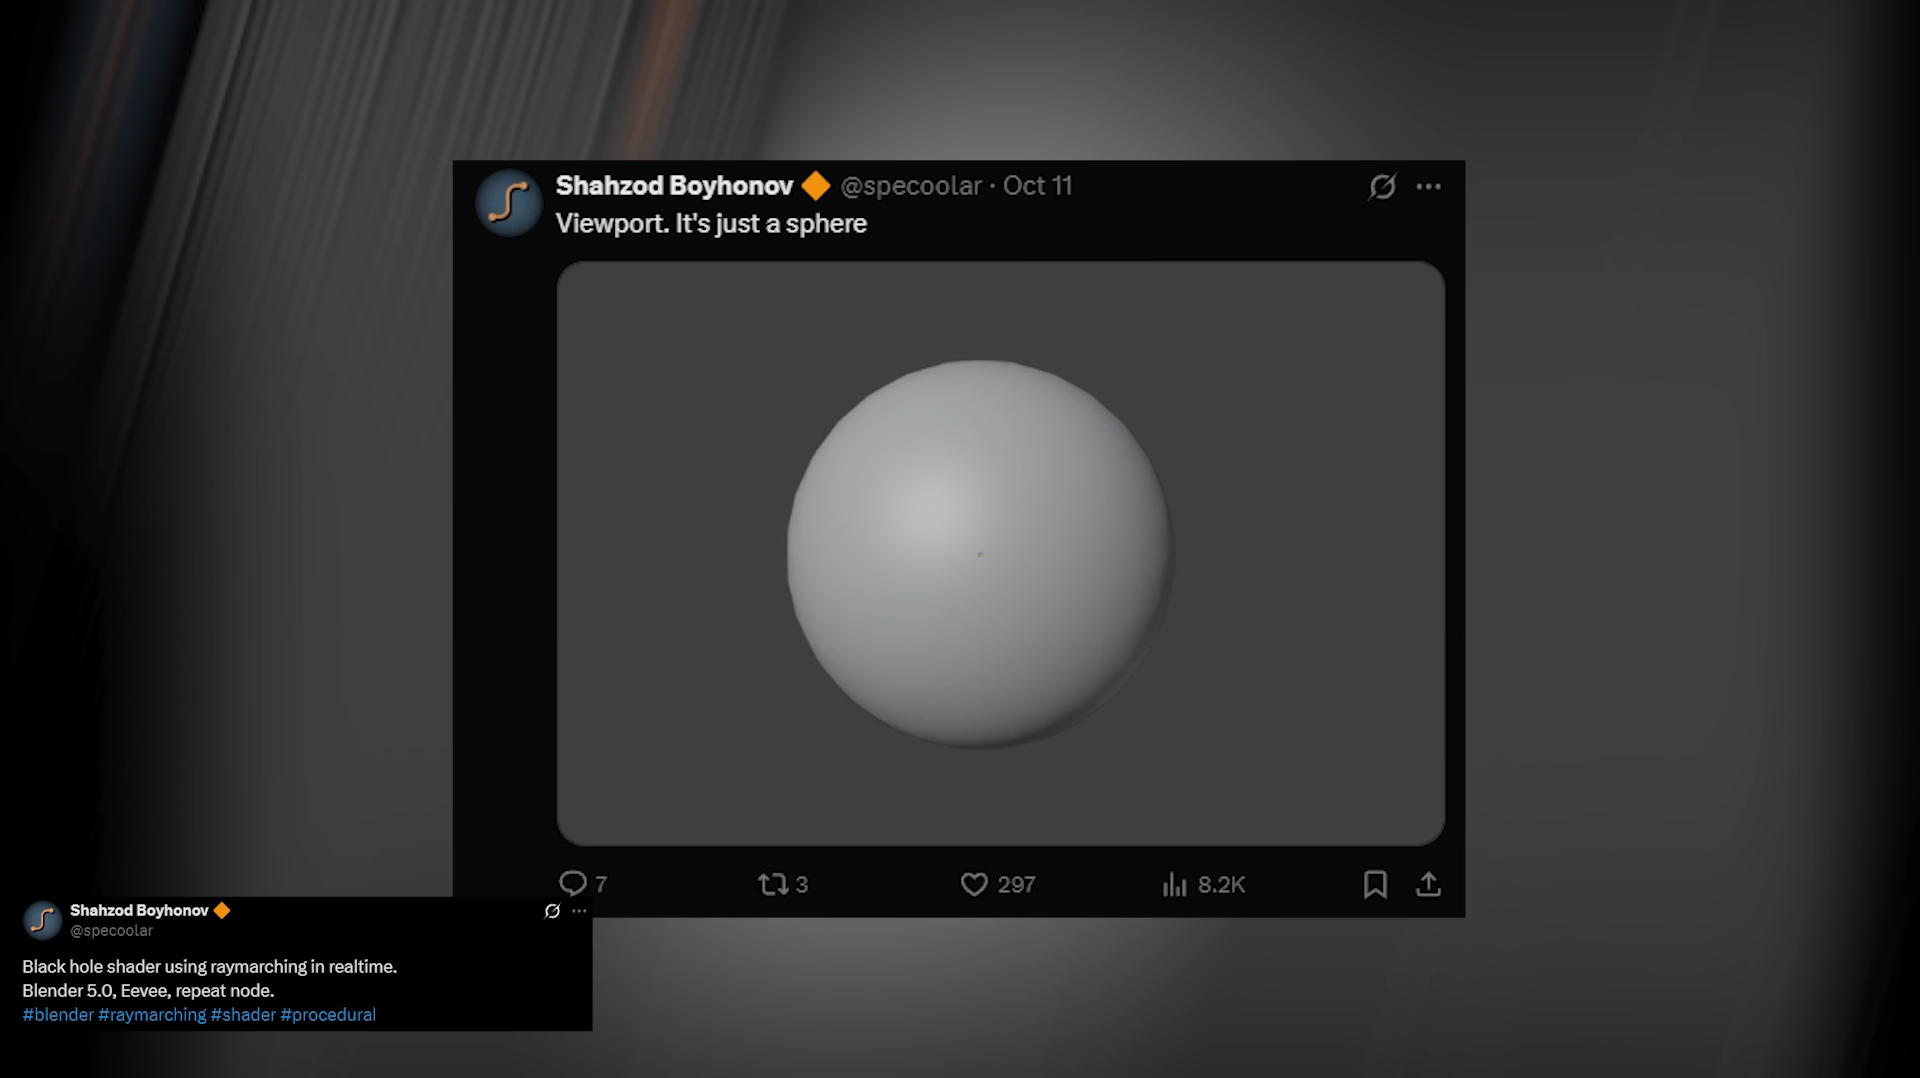 Shahzod Boyhonov 🔶 @specoolar · Oct 11
Viewport. It's just a sphere
7 3 297 8.2K
Shahzod Boyhonov 🔶
@specoolar
Black hole shader using raymarching in realtime.
Blender 5.0, Eevee, repeat node.
#blender #raymarching #shader #procedural